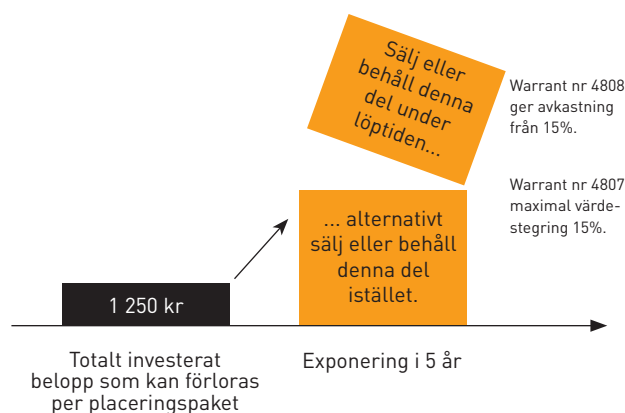 Sälj eller
behåll denna
del under
löptiden...
Warrant nr 4808
ger avkastning
från 15%.
Warrant nr 4807
maximal värde-
stegring 15%.
... alternativt
sälj eller behåll
denna del
istället.
1 250 kr
Totalt investerat
belopp som kan förloras
per placeringspaket
Exponering i 5 år